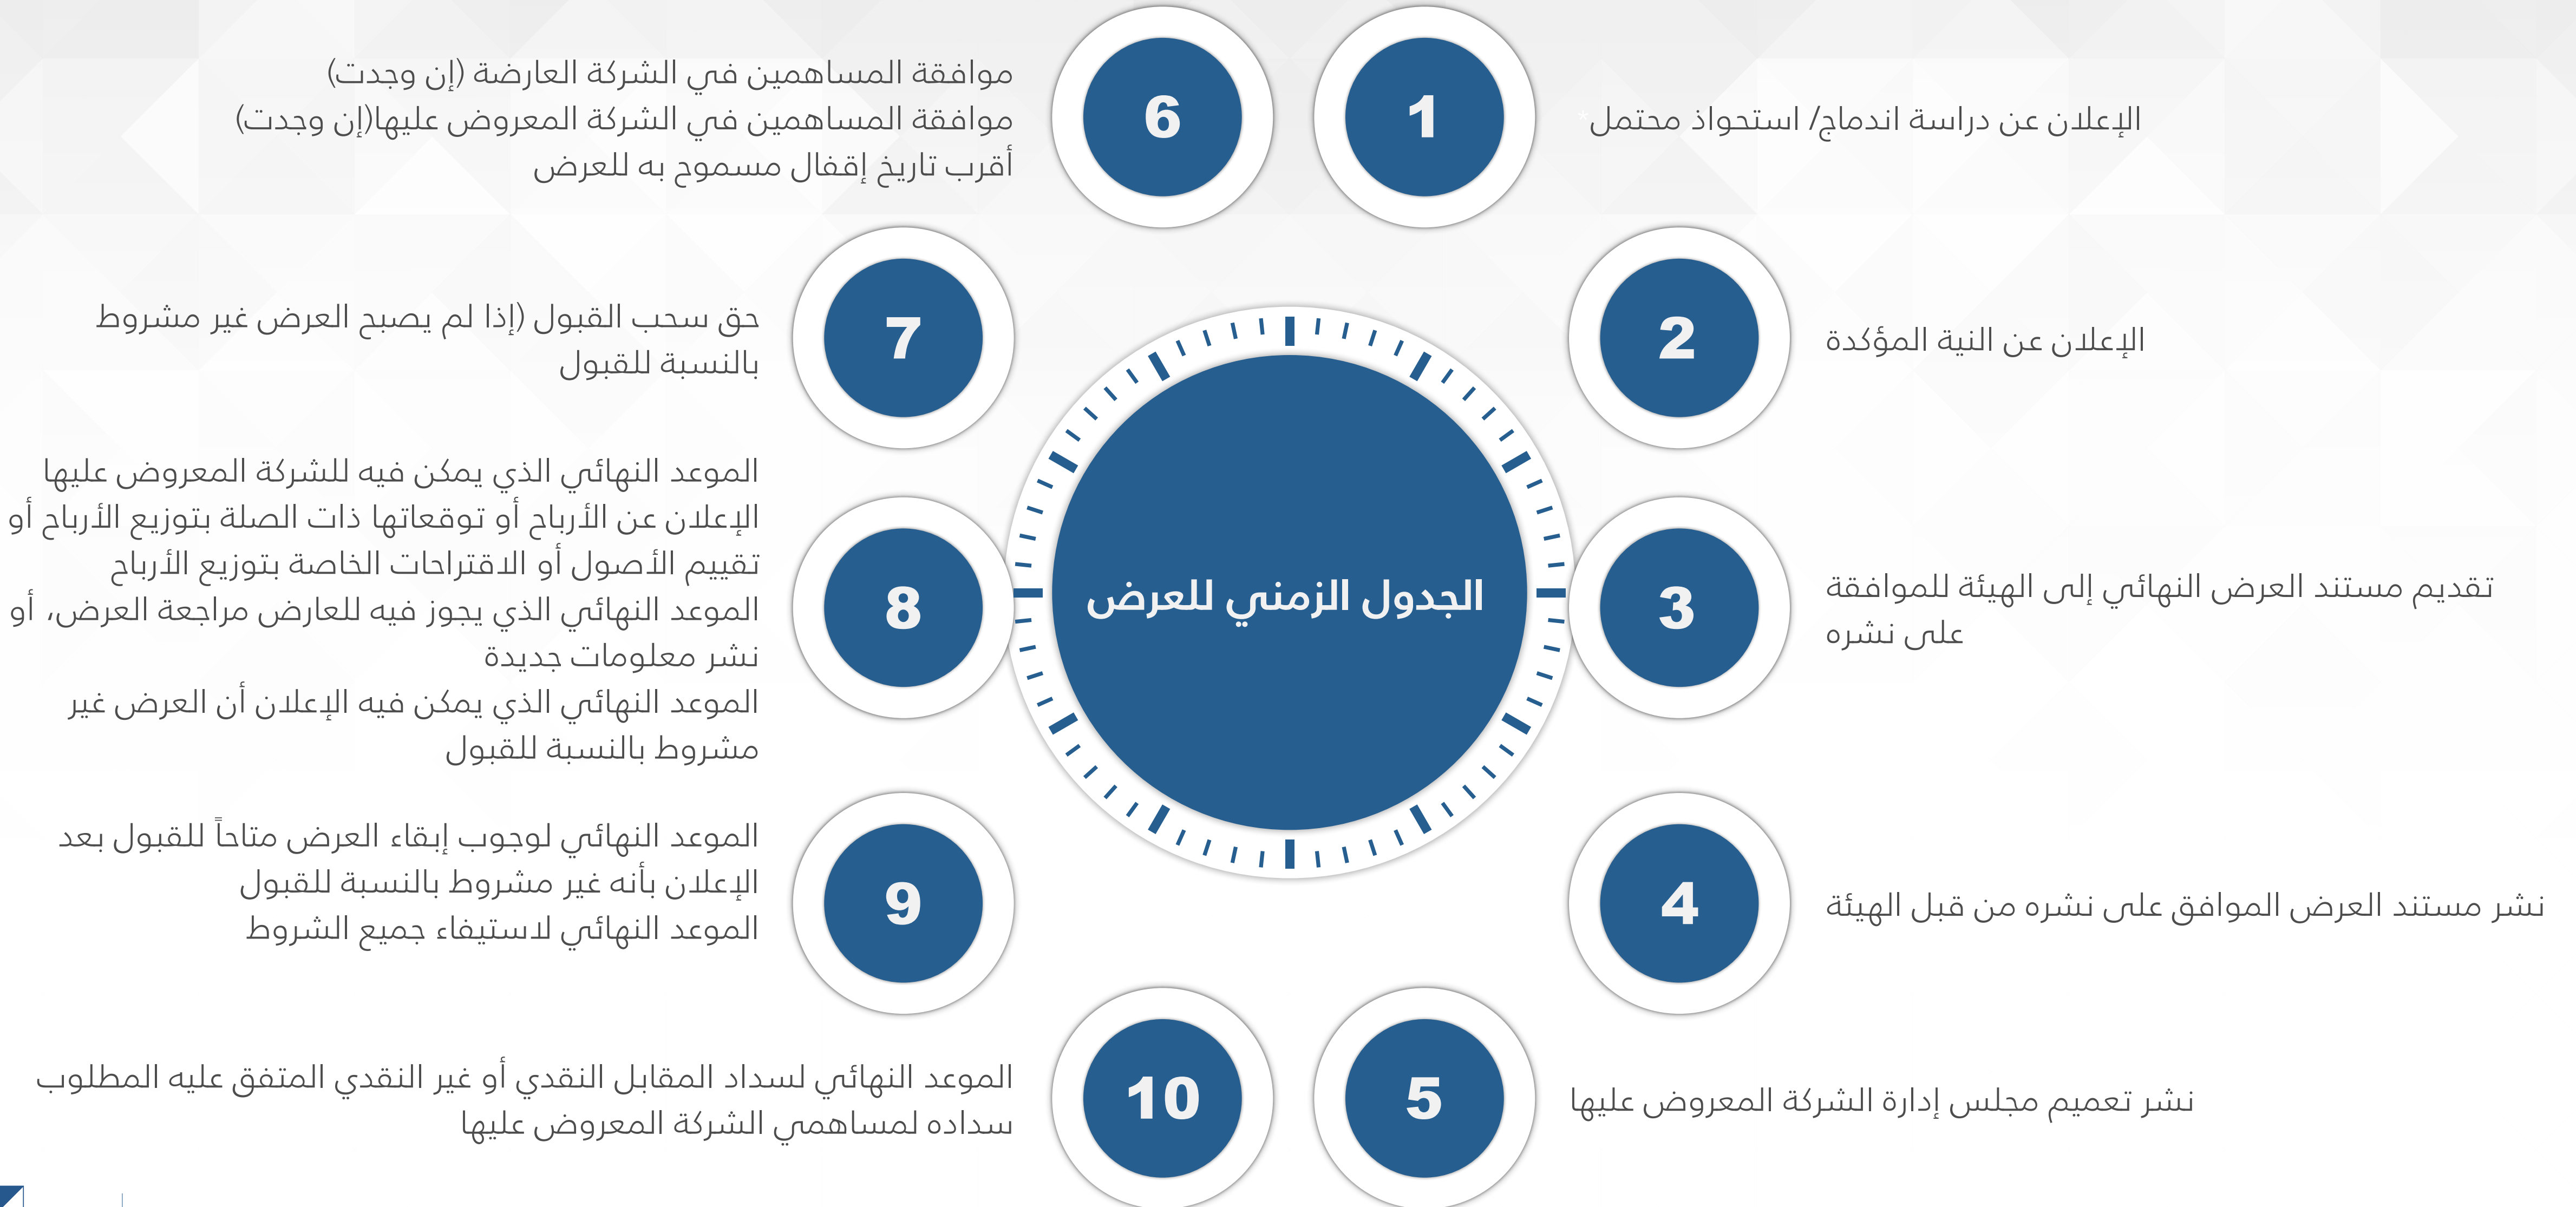 الجدول الزمني للعرض
1
الإعلان عن دراسة اندماج/ استحواذ محتمل*
2
الإعلان عن النية المؤكدة
3
تقديم مستند العرض النهائي إلى الهيئة للموافقة
على نشره
4
نشر مستند العرض الموافق على نشره من قبل الهيئة
5
نشر تعميم مجلس إدارة الشركة المعروض عليها
6
موافقة المساهمين في الشركة العارضة (إن وجدت)
موافقة المساهمين في الشركة المعروض عليها(إن وجدت)
أقرب تاريخ إقفال مسموح به للعرض
7
حق سحب القبول (إذا لم يصبح العرض غير مشروط
بالنسبة للقبول
8
الموعد النهائي الذي يمكن فيه للشركة المعروض عليها
الإعلان عن الأرباح أو توقعاتها ذات الصلة بتوزيع الأرباح أو
تقييم الأصول أو الاقتراحات الخاصة بتوزيع الأرباح
الموعد النهائي الذي يجوز فيه للعارض مراجعة العرض، أو
نشر معلومات جديدة
الموعد النهائي الذي يمكن فيه الإعلان أن العرض غير
مشروط بالنسبة للقبول
9
الموعد النهائي لوجوب إبقاء العرض متاحاً للقبول بعد
الإعلان بأنه غير مشروط بالنسبة للقبول
الموعد النهائي لاستيفاء جميع الشروط
10
الموعد النهائي لسداد المقابل النقدي أو غير النقدي المتفق عليه المطلوب
سداده لمساهمي الشركة المعروض عليها